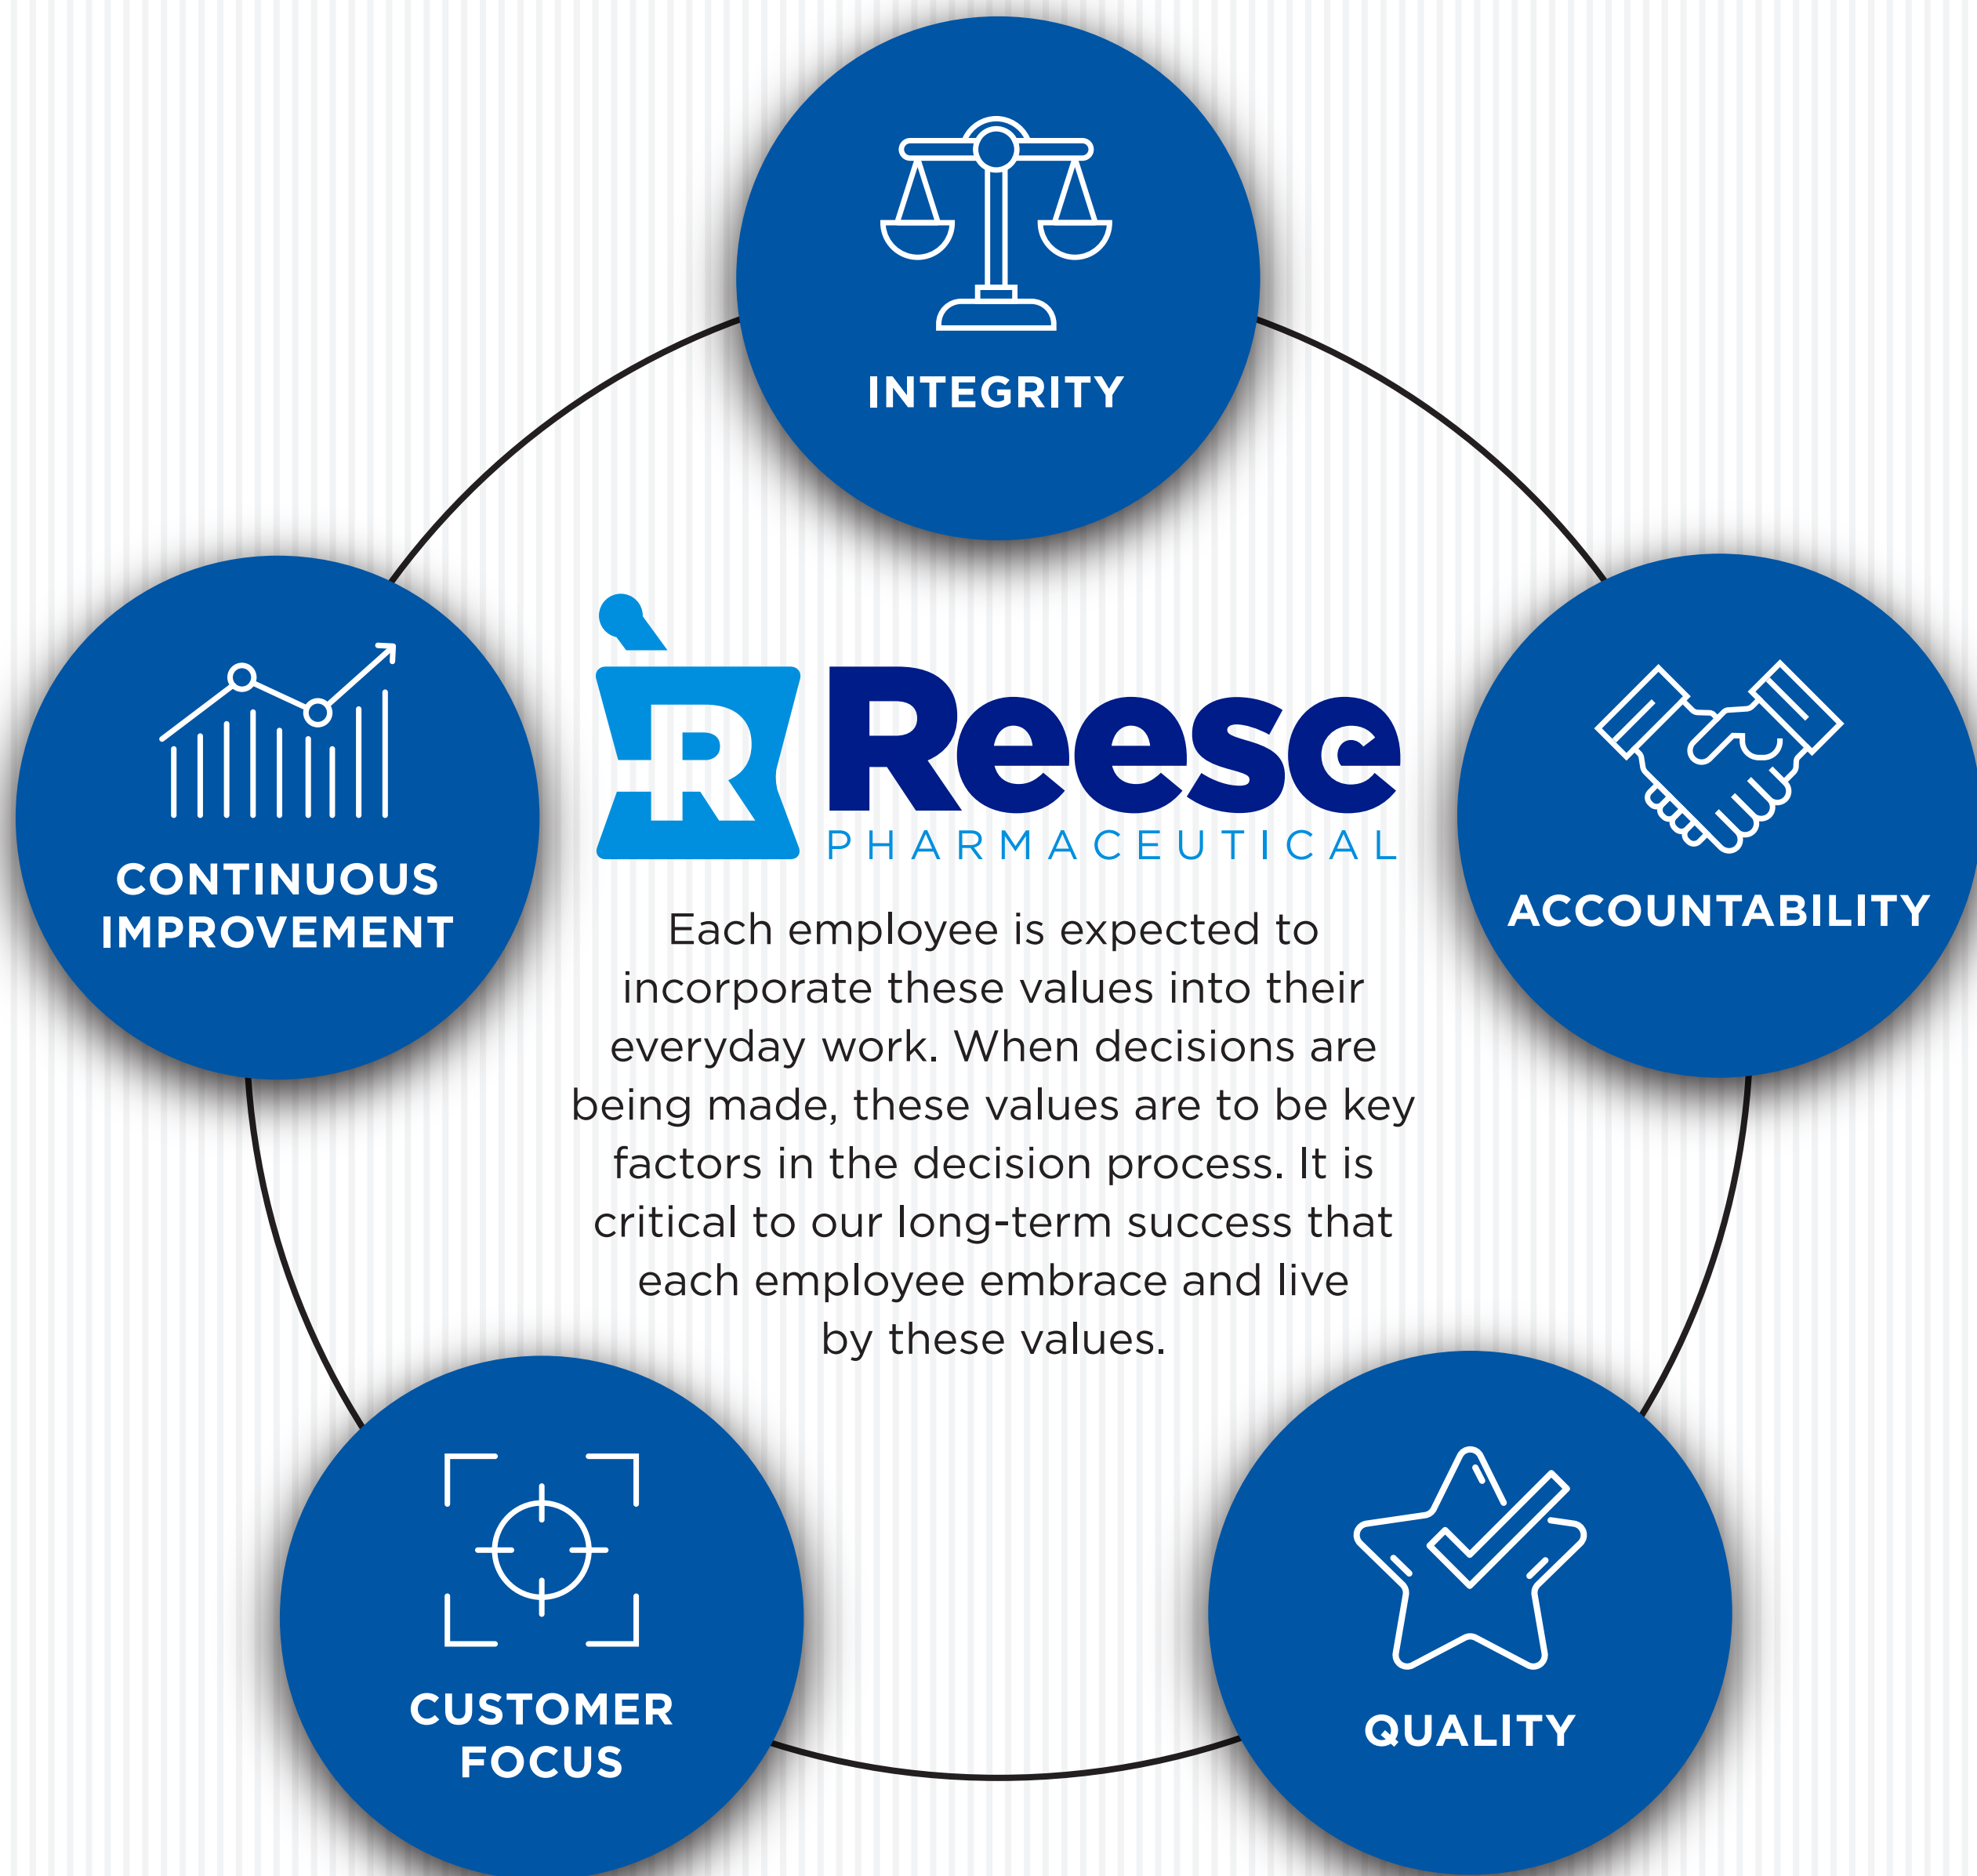 INTEGRITY
CONTINUOUS
IMPROVEMENT
R
Reese
PHARMACEUTICAL
ACCOUNTABILITY
Each employee is expected to
incorporate these values into their
everyday work. When decisions are
being made, these values are to be key
factors in the decision process. It is
critical to our long-term success that
each employee embrace and live
by these values.
CUSTOMER
FOCUS
QUALITY